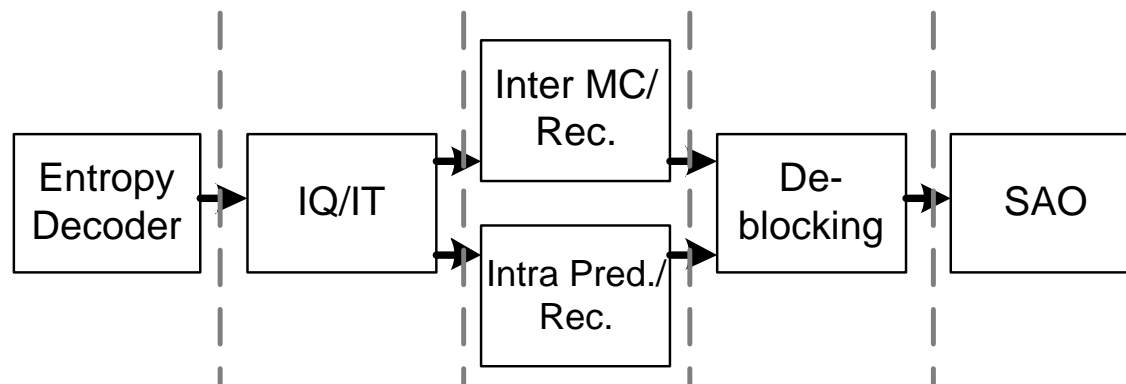 Entropy
Decoder
IQ/IT
Inter MC/
Rec.
Intra Pred./
Rec.
De-
blocking
SAO